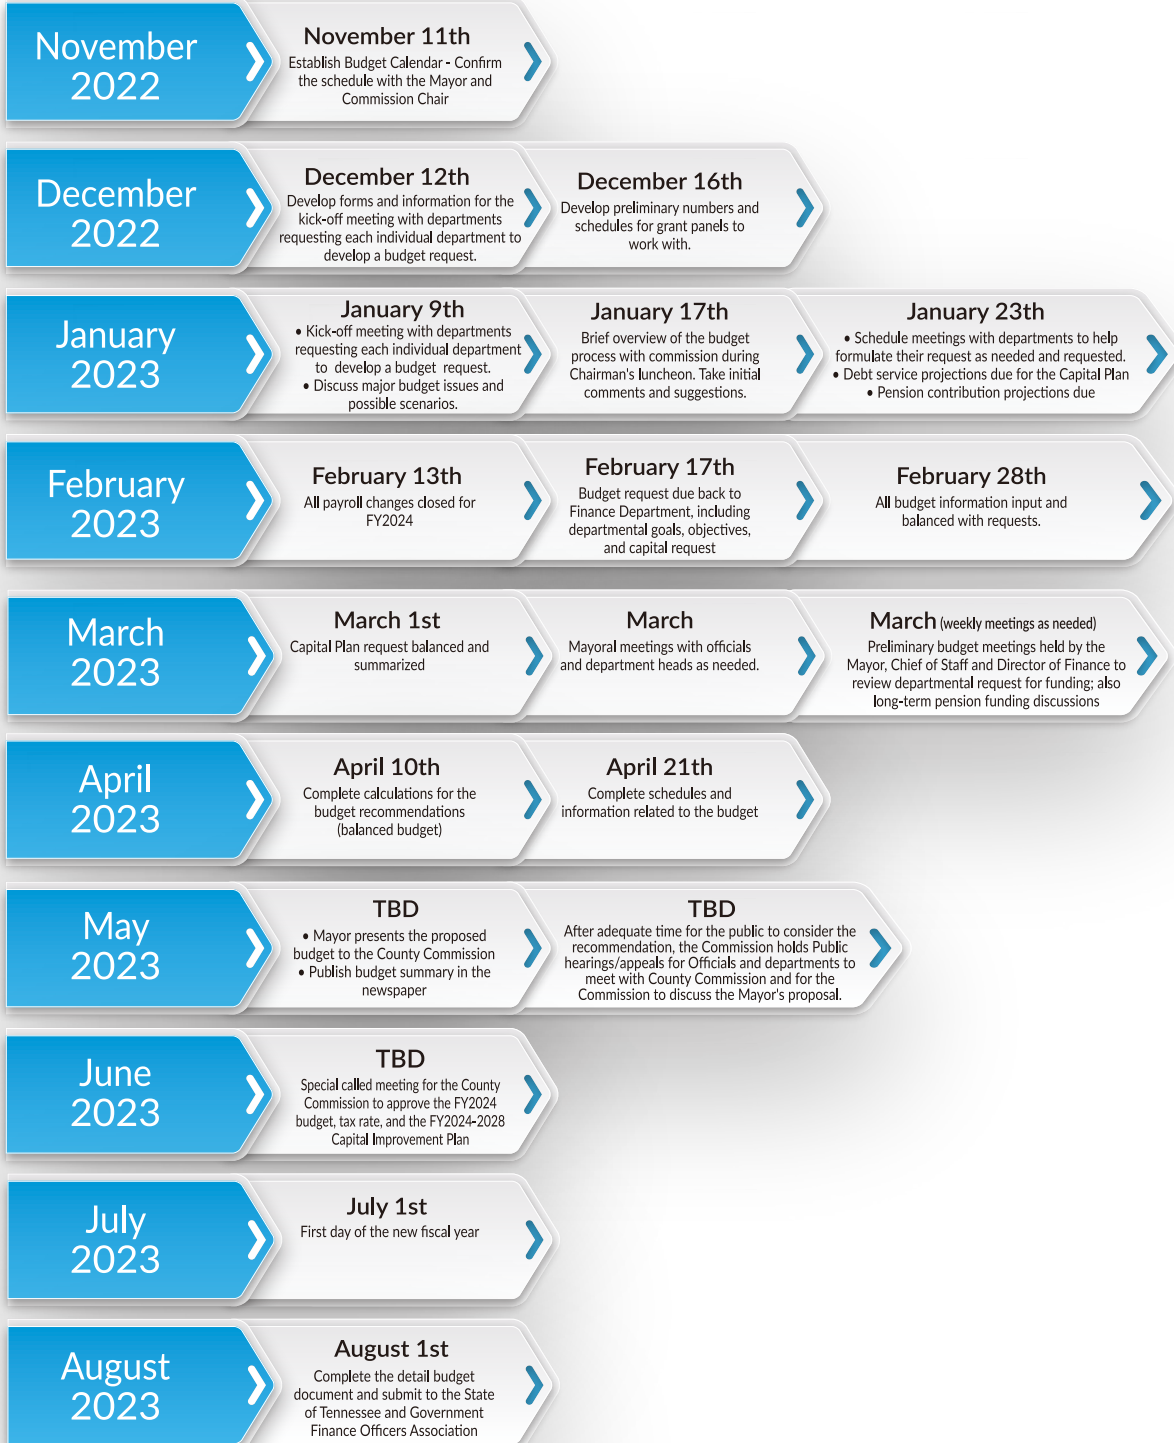 November
2022
November 11th
Establish Budget Calendar - Confirm
the schedule with the Mayor and
Commission Chair
December
2022
December 12th
Develop forms and information for the
kick-off meeting with departments
requesting each individual department to
develop a budget request.
December 16th
Develop preliminary numbers and
schedules for grant panels to
work with.
January
2023
January 9th
• Kick-off meeting with departments
requesting each individual department
to develop a budget request.
• Discuss major budget issues and
possible scenarios.
January 17th
Brief overview of the budget
process with commission during
Chairman's luncheon. Take initial
comments and suggestions.
January 23th
• Schedule meetings with departments to help
formulate their request as needed and requested.
• Debt service projections due for the Capital Plan
• Pension contribution projections due
February
2023
February 13th
All payroll changes closed for
FY2024
February 17th
Budget request due back to
Finance Department, including
departmental goals, objectives,
and capital request
February 28th
All budget information input and
balanced with requests.
March
2023
March 1st
Capital Plan request balanced and
summarized
March
Mayoral meetings with officials
and department heads as needed.
March (weekly meetings as needed)
Preliminary budget meetings held by the
Mayor, Chief of Staff and Director of Finance to
review departmental request for funding; also
long-term pension funding discussions
April
2023
April 10th
Complete calculations for the
budget recommendations
(balanced budget)
April 21th
Complete schedules and
information related to the budget
May
2023
TBD
• Mayor presents the proposed
budget to the County Commission
• Publish budget summary in the
newspaper
TBD
After adequate time for the public to consider the
recommendation, the Commission holds Public
hearings/appeals for Officials and departments to
meet with County Commission and for the
Commission to discuss the Mayor's proposal.
June
2023
TBD
Special called meeting for the County
Commission to approve the FY2024
budget, tax rate, and the FY2024-2028
Capital Improvement Plan
July
2023
July 1st
First day of the new fiscal year
August
2023
August 1st
Complete the detail budget
document and submit to the State
of Tennessee and Government
Finance Officers Association